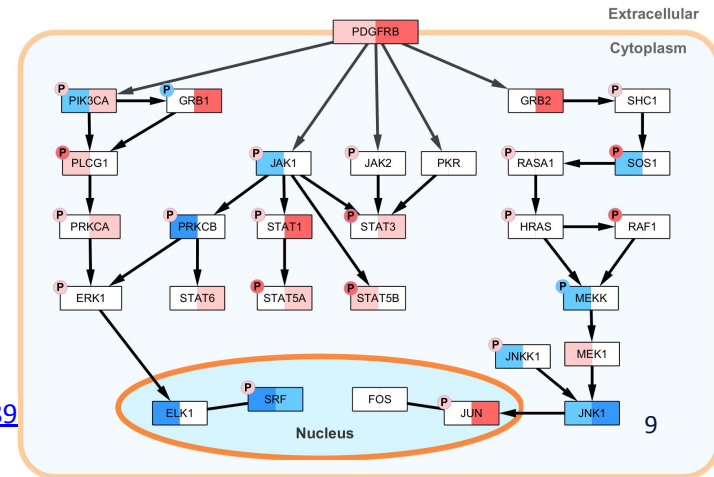 Extracellular
PDGFRB
Cytoplasm
P P P
PIK3CA GRB1 GRB2 SHC1
P P P P P
PLCG1 JAK1 JAK2 PKR RASA1 SOS1
P P P P P P
PRKCA PRKCB STAT1 STAT3 HRAS RAF1
P P P P
ERK1 STAT6 STAT5A STAT5B MEKK
P
JNKK1 MEK1
P P
ELK1 SRF FOS JUN JNK1
39 9
Nucleus